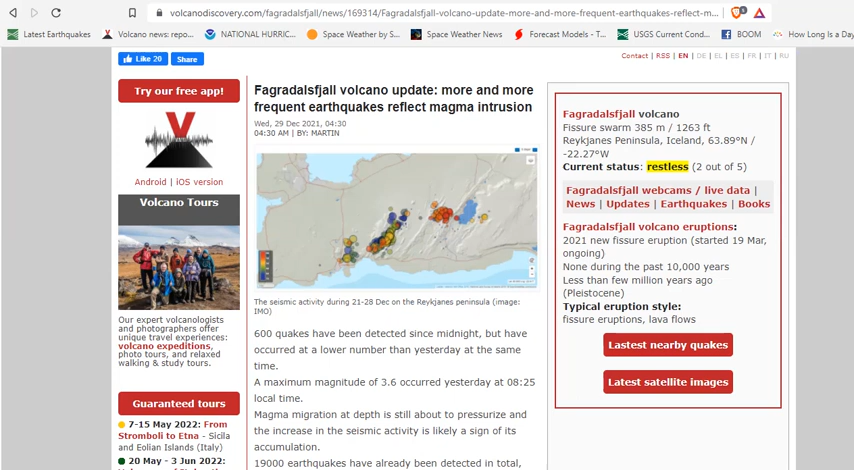 volcanodiscovery.com/fagradalsfjall/news/169314/Fagradalsfjall-volcano-update-more-and-more-frequent-earthquakes-reflect-m...
Latest Earthquakes
Volcano news: repo...
NATIONAL HURRIC...
Space Weather by S...
Space Weather News
Forecast Models - T...
USGS Current Cond...
BOOM
How Long Is a Day
Like 20
Share
Contact | RSS | EN | DE | EL | ES | FR | IT | RU
Try our free app!
Android | iOS version
Volcano Tours
Our expert volcanologists
and photographers offer
unique travel experiences:
volcano expeditions,
photo tours, and relaxed
walking & study tours.
Guaranteed tours
7-15 May 2022: From
Stromboli to Etna - Sicila
and Eolian Islands (Italy)
20 May - 3 Jun 2022:
Fagradalsfjall volcano update: more and more
frequent earthquakes reflect magma intrusion
Wed, 29 Dec 2021, 04:30
04:30 AM | BY: MARTIN
The seismic activity during 21-28 Dec on the Reykjanes peninsula (image:
IMO)
600 quakes have been detected since midnight, but have
occurred at a lower number than yesterday at the same
time.
A maximum magnitude of 3.6 occurred yesterday at 08:25
local time.
Magma migration at depth is still about to pressurize and
the increase in the seismic activity is likely a sign of its
accumulation.
19000 earthquakes have already been detected in total,
Fagradalsfjall volcano
Fissure swarm 385 m / 1263 ft
Reykjanes Peninsula, Iceland, 63.89°N /
-22.27°W
Current status: restless (2 out of 5)
Fagradalsfjall webcams / live data |
News | Updates | Earthquakes | Books
Fagradalsfjall volcano eruptions:
2021 new fissure eruption (started 19 Mar,
ongoing)
None during the past 10,000 years
Less than few million years ago
(Pleistocene)
Typical eruption style:
fissure eruptions, lava flows
Lastest nearby quakes
Latest satellite images